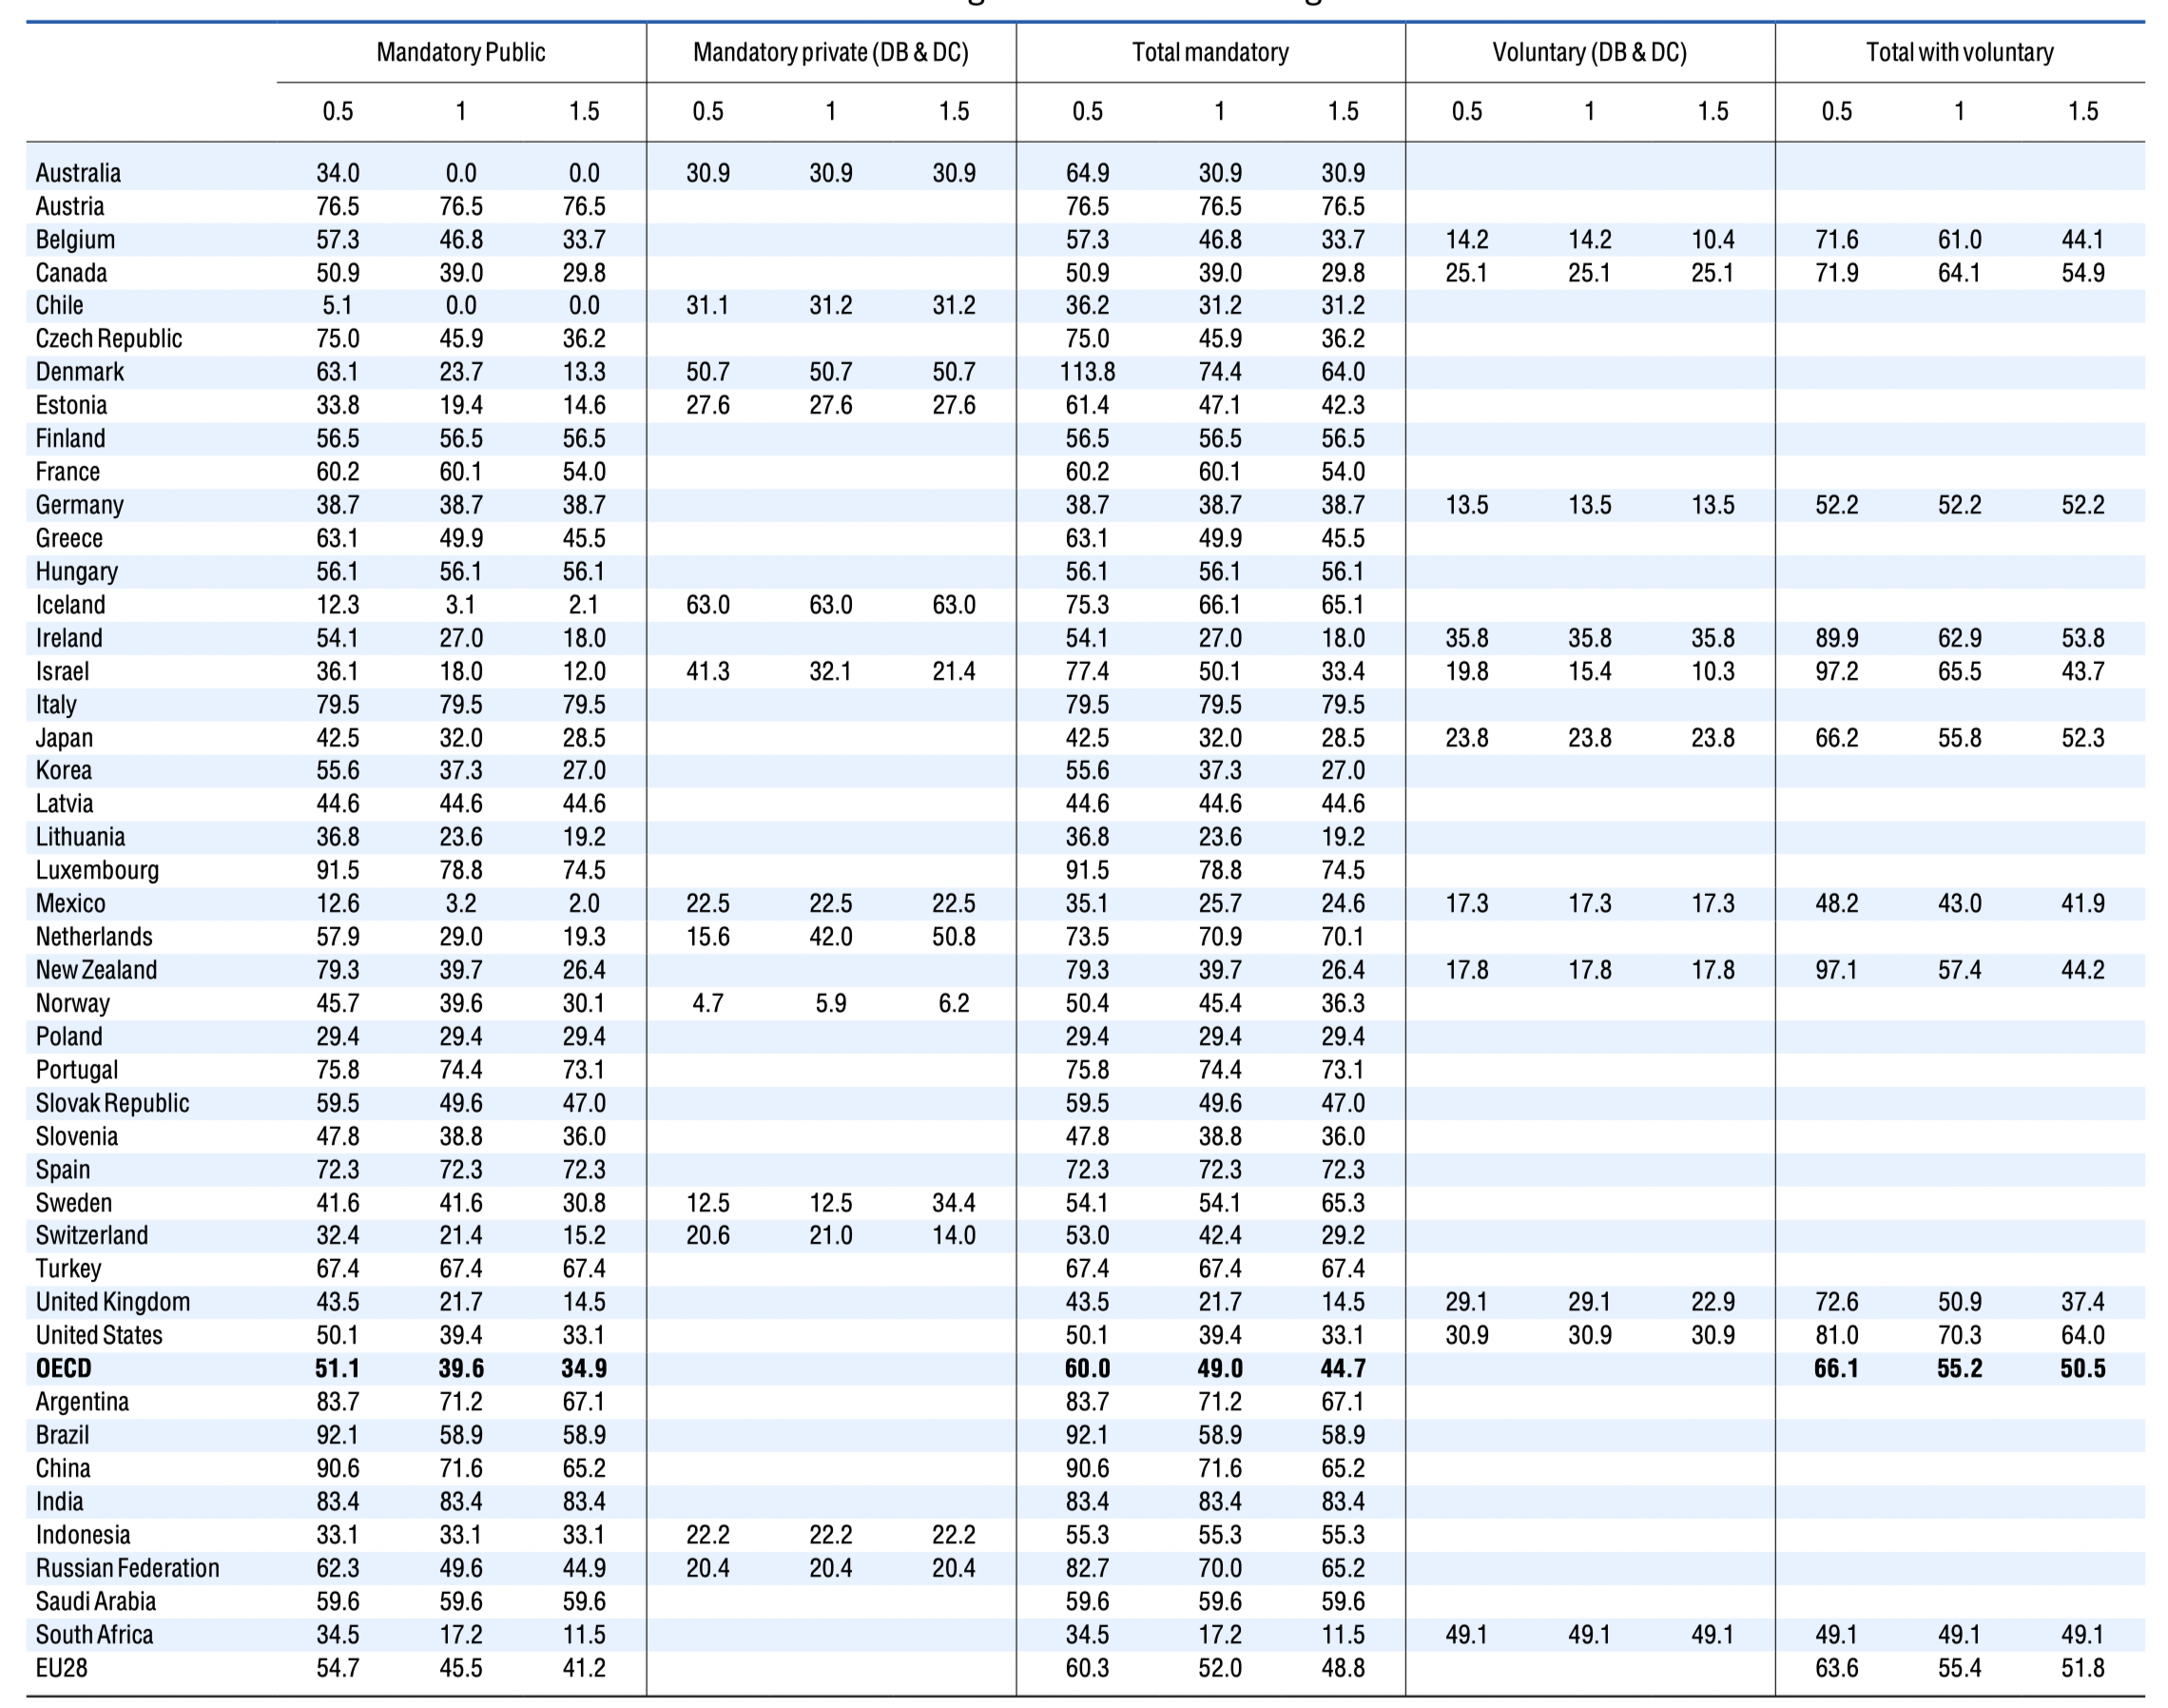 Mandatory Public Mandatory private (DB & DC) Total mandatory Voluntary (DB & DC) Total with voluntary
0.5 1 1.5 0.5 1 1.5 0.5 1 1.5 0.5 1 1.5 0.5 1 1.5
Australia 34.0 0.0 0.0 30.9 30.9 30.9 64.9 30.9 30.9
Austria 76.5 76.5 76.5 76.5 76.5 76.5
Belgium 57.3 46.8 33.7 57.3 46.8 33.7 14.2 14.2 10.4 71.6 61.0 44.1
Canada 50.9 39.0 29.8 50.9 39.0 29.8 25.1 25.1 25.1 71.9 64.1 54.9
Chile 5.1 0.0 0.0 31.1 31.2 31.2 36.2 31.2 31.2
Czech Republic 75.0 45.9 36.2 75.0 45.9 36.2
Denmark 63.1 23.7 13.3 50.7 50.7 50.7 113.8 74.4 64.0
Estonia 33.8 19.4 14.6 27.6 27.6 27.6 61.4 47.1 42.3
Finland 56.5 56.5 56.5 56.5 56.5 56.5
France 60.2 60.1 54.0 60.2 60.1 54.0
Germany 38.7 38.7 38.7 38.7 38.7 38.7 13.5 13.5 13.5 52.2 52.2 52.2
Greece 63.1 49.9 45.5 63.1 49.9 45.5
Hungary 56.1 56.1 56.1 56.1 56.1 56.1
Iceland 12.3 3.1 2.1 63.0 63.0 63.0 75.3 66.1 65.1
Ireland 54.1 27.0 18.0 54.1 27.0 18.0 35.8 35.8 35.8 89.9 62.9 53.8
Israel 36.1 18.0 12.0 41.3 32.1 21.4 77.4 50.1 33.4 19.8 15.4 10.3 97.2 65.5 43.7
Italy 79.5 79.5 79.5 79.5 79.5 79.5
Japan 42.5 32.0 28.5 42.5 32.0 28.5 23.8 23.8 23.8 66.2 55.8 52.3
Korea 55.6 37.3 27.0 55.6 37.3 27.0
Latvia 44.6 44.6 44.6 44.6 44.6 44.6
Lithuania 36.8 23.6 19.2 36.8 23.6 19.2
Luxembourg 91.5 78.8 74.5 91.5 78.8 74.5
Mexico 12.6 3.2 2.0 22.5 22.5 22.5 35.1 25.7 24.6 17.3 17.3 17.3 48.2 43.0 41.9
Netherlands 57.9 29.0 19.3 15.6 42.0 50.8 73.5 70.9 70.1
New Zealand 79.3 39.7 26.4 79.3 39.7 26.4 17.8 17.8 17.8 97.1 57.4 44.2
Norway 45.7 39.6 30.1 4.7 5.9 6.2 50.4 45.4 36.3
Poland 29.4 29.4 29.4 29.4 29.4 29.4
Portugal 75.8 74.4 73.1 75.8 74.4 73.1
Slovak Republic 59.5 49.6 47.0 59.5 49.6 47.0
Slovenia 47.8 38.8 36.0 47.8 38.8 36.0
Spain 72.3 72.3 72.3 72.3 72.3 72.3
Sweden 41.6 41.6 30.8 12.5 12.5 34.4 54.1 54.1 65.3
Switzerland 32.4 21.4 15.2 20.6 21.0 14.0 53.0 42.4 29.2
Turkey 67.4 67.4 67.4 67.4 67.4 67.4
United Kingdom 43.5 21.7 14.5 43.5 21.7 14.5 29.1 29.1 22.9 72.6 50.9 37.4
United States 50.1 39.4 33.1 50.1 39.4 33.1 30.9 30.9 30.9 81.0 70.3 64.0
OECD 51.1 39.6 34.9 60.0 49.0 44.7 66.1 55.2 50.5
Argentina 83.7 71.2 67.1 83.7 71.2 67.1
Brazil 92.1 58.9 58.9 92.1 58.9 58.9
China 90.6 71.6 65.2 90.6 71.6 65.2
India 83.4 83.4 83.4 83.4 83.4 83.4
Indonesia 33.1 33.1 33.1 22.2 22.2 22.2 55.3 55.3 55.3
Russian Federation 62.3 49.6 44.9 20.4 20.4 20.4 82.7 70.0 65.2
Saudi Arabia 59.6 59.6 59.6 59.6 59.6 59.6
South Africa 34.5 17.2 11.5 34.5 17.2 11.5 49.1 49.1 49.1 49.1 49.1 49.1
EU28 54.7 45.5 41.2 60.3 52.0 48.8 63.6 55.4 51.8